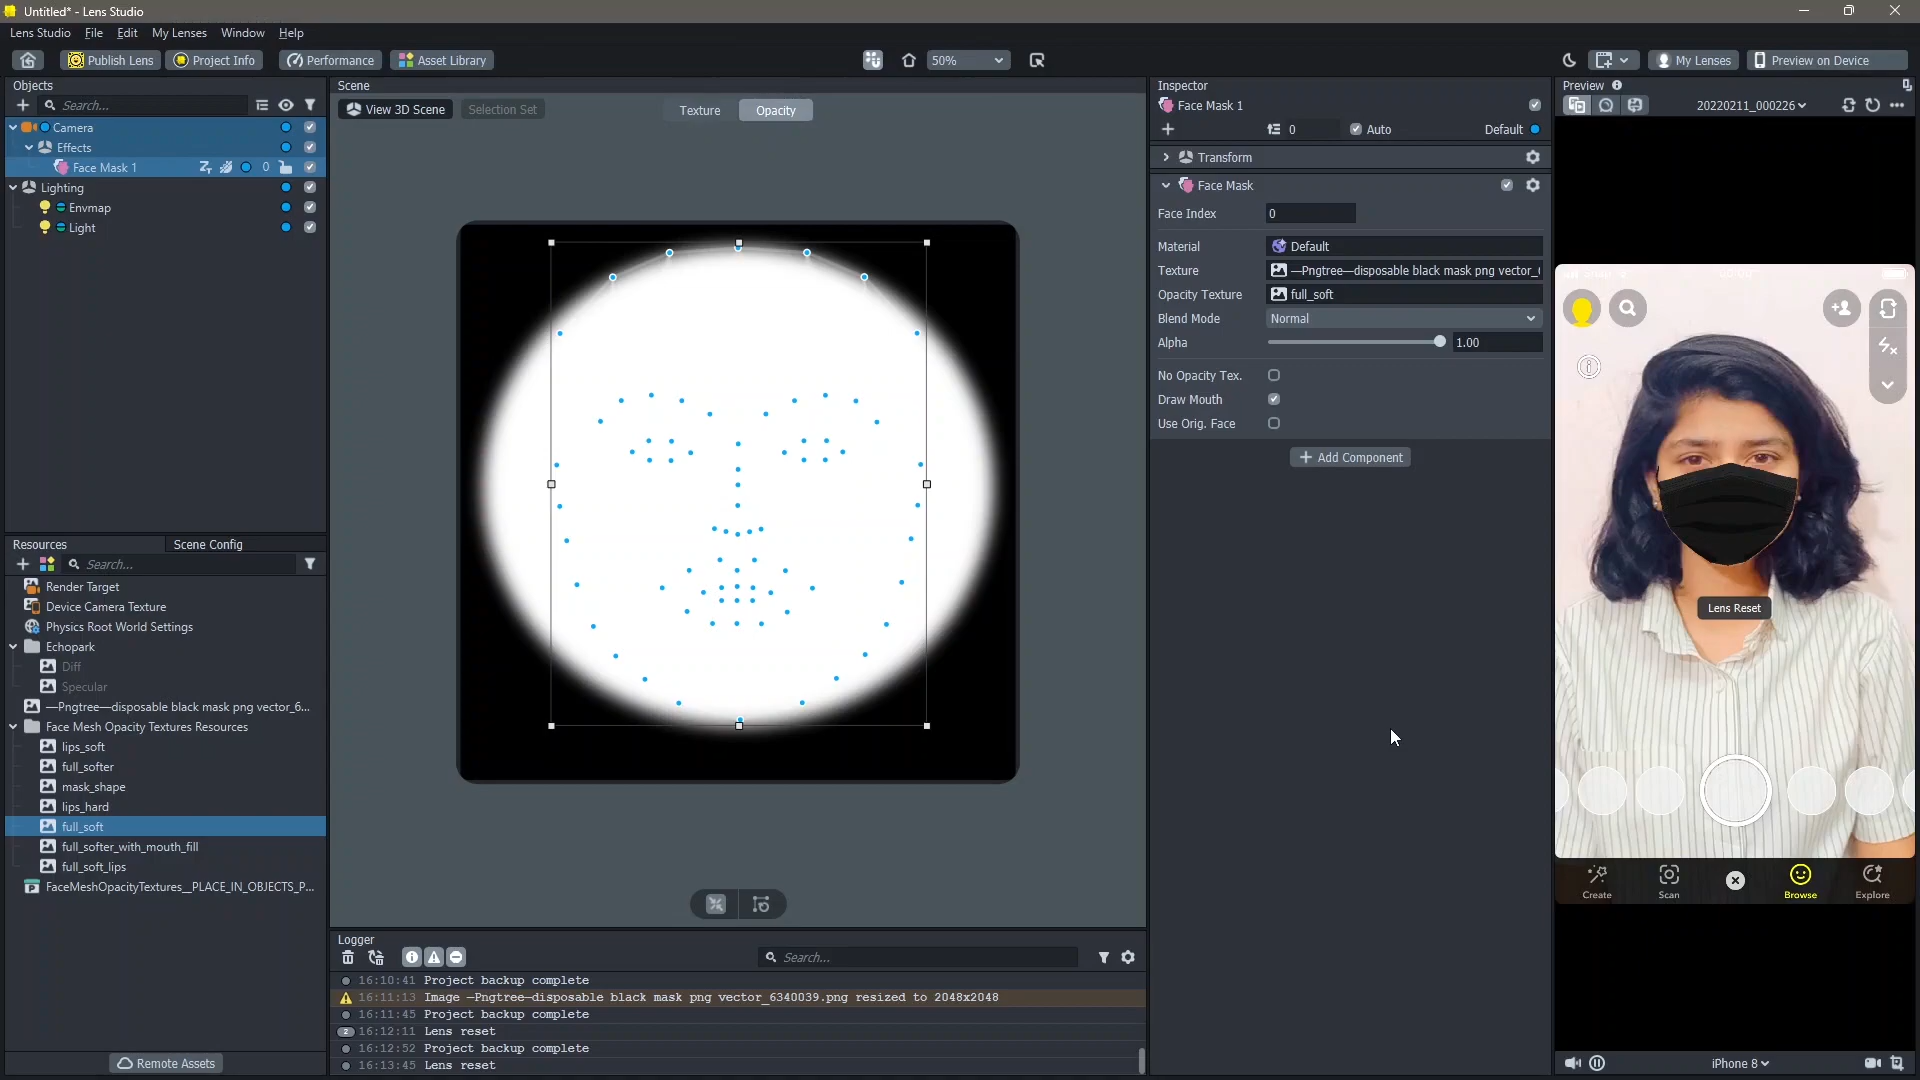 Untitled* - Lens Studio
Lens Studio File Edit My Lenses Window Help
Publish Lens Project Info Performance Asset Library 50% My Lenses Preview on Device
Objects
Search...
Camera
Effects
Face Mask 1 0
Lighting
Envmap
Light
Resources Scene Config
Search...
Render Target
Device Camera Texture
Physics Root World Settings
Echopark
Diff
Specular
—Pngtree—disposable black mask png vector_6...
Face Mesh Opacity Textures Resources
lips_soft
full_softer
mask_shape
lips_hard
full_soft
full_softer_with_mouth_fill
full_soft_lips
FaceMeshOpacityTextures__PLACE_IN_OBJECTS_P...
Remote Assets
Scene
View 3D Scene Selection Set Texture Opacity
Logger
Search...
16:10:41 Project backup complete
16:11:13 Image —Pngtree—disposable black mask png vector_6340039.png resized to 2048x2048
16:11:45 Project backup complete
2 16:12:11 Lens reset
16:12:52 Project backup complete
16:13:45 Lens reset
Inspector
Face Mask 1
0 Auto Default
Transform
Face Mask
Face Index 0
Material Default
Texture —Pngtree—disposable black mask png vector_
Opacity Texture full_soft
Blend Mode Normal
Alpha 1.00
No Opacity Tex.
Draw Mouth
Use Orig. Face
Add Component
Preview
20220211_000226
Lens Reset
Create Scan Browse Explore
iPhone 8